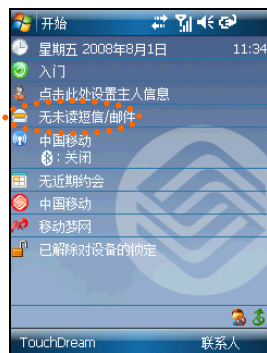 开始
星期五 2008年8月1日 11:34
入门
点击此处设置主人信息
无未读短信/邮件
中国移动
：关闭
无近期约会
中国移动
移动梦网
已解除对设备的锁定
TouchDream 联系人